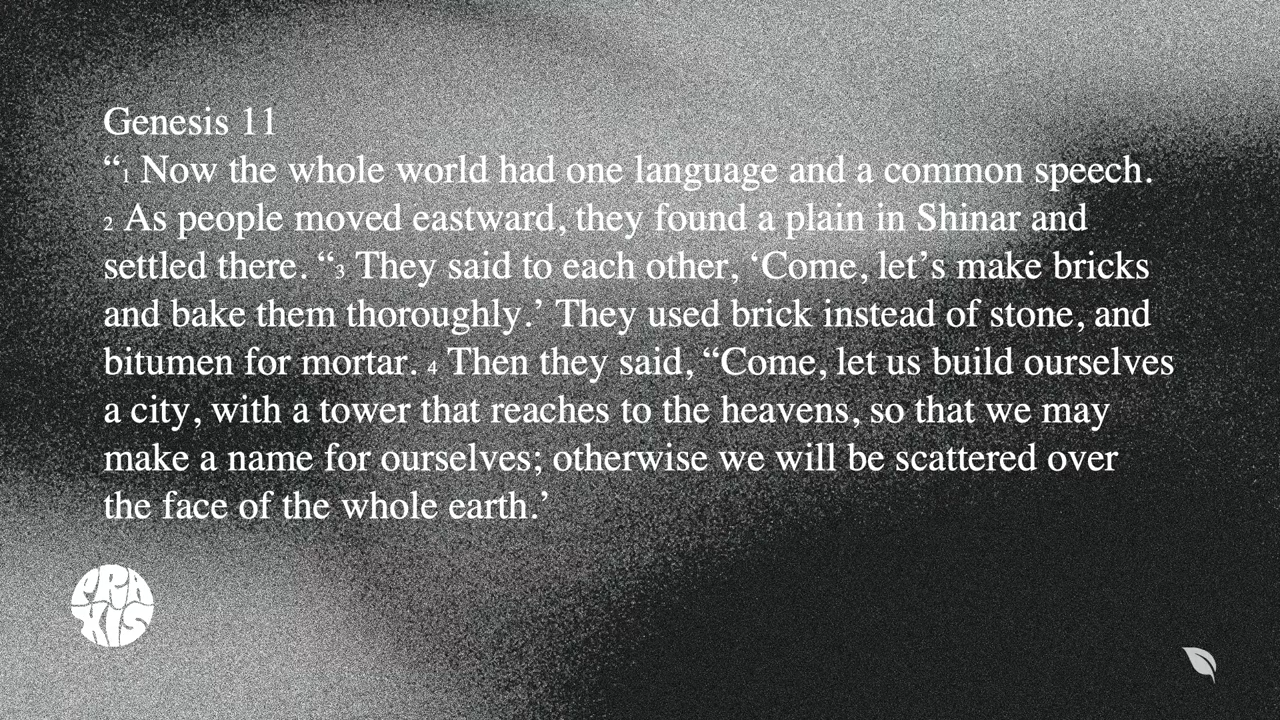 Genesis 11
“1 Now the whole world had one language and a common speech.
2 As people moved eastward, they found a plain in Shinar and
settled there. “3 They said to each other, ‘Come, let’s make bricks
and bake them thoroughly.’ They used brick instead of stone, and
bitumen for mortar. 4 Then they said, “Come, let us build ourselves
a city, with a tower that reaches to the heavens, so that we may
make a name for ourselves; otherwise we will be scattered over
the face of the whole earth.’
PRA
XIS